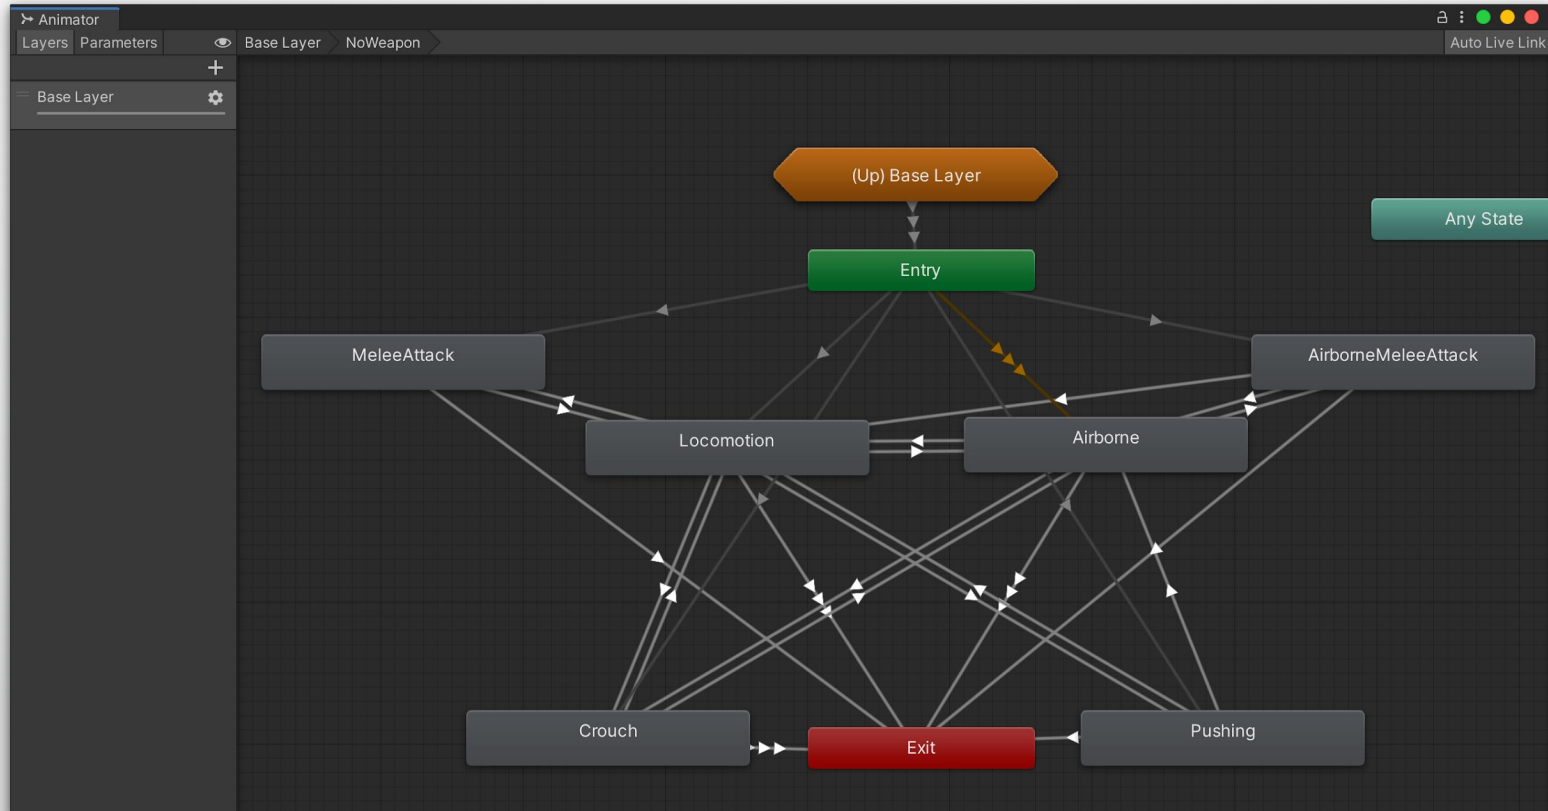 Animator
Layers Parameters Base Layer NoWeapon Auto Live Link
Base Layer
(Up) Base Layer
Any State
Entry
MeleeAttack
AirborneMeleeAttack
Locomotion
Airborne
Crouch
Exit
Pushing